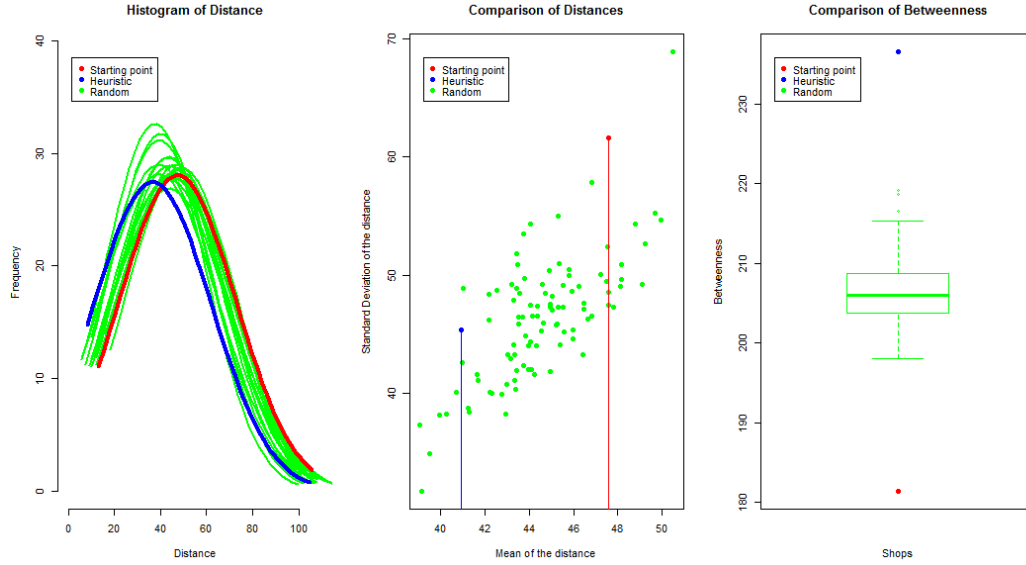 Histogram of Distance
40
30
20
10
0
Frequency
Starting point
Heuristic
Random
0 20 40 60 80 100
Distance
Comparison of Distances
70
60
50
40
Standard Deviation of the distance
Starting point
Heuristic
Random
40 42 44 46 48 50
Mean of the distance
Comparison of Betweenness
230
220
210
200
190
180
Betweenness
Starting point
Heuristic
Random
Shops